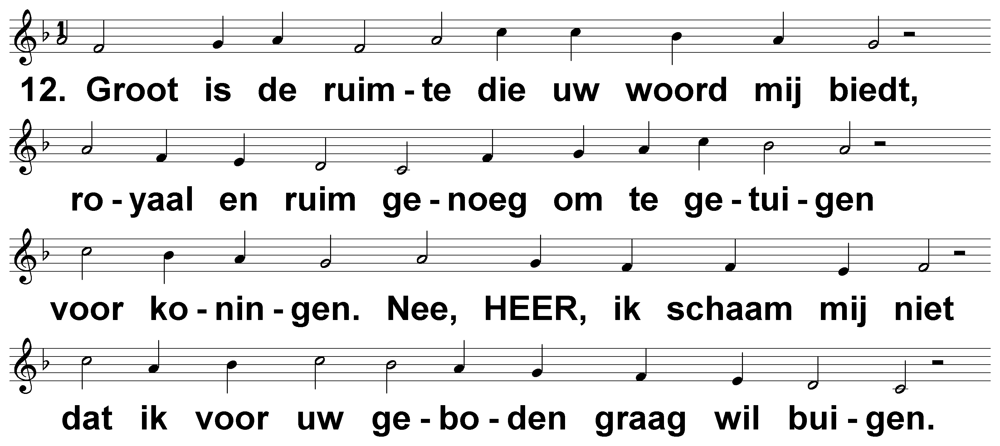 1
12. Groot is de ruim - te die uw woord mij biedt,
ro - yaal en ruim ge - noeg om te ge - tui - gen
voor ko - nin - gen. Nee, HEER, ik schaam mij niet
dat ik voor uw ge - bo - den graag wil bui - gen.